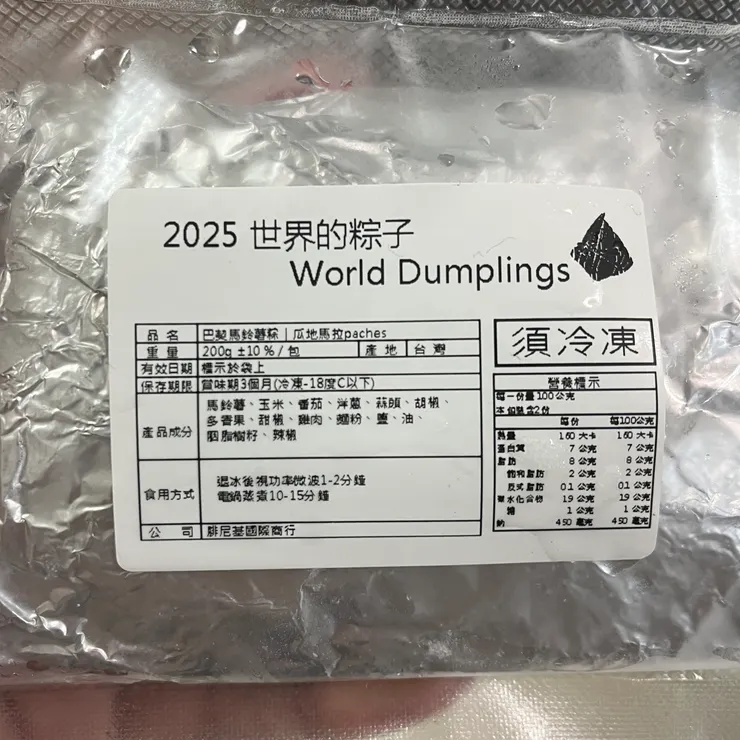 2025 世界的粽子
World Dumplings
品 名 巴契馬鈴薯粽｜瓜地馬拉paches
重 量 200g ±10％/ 包 產 地 台 灣
有效日期 標示於袋上
保存期限 賞味期3個月(冷凍-18度C以下)
產品成分 馬鈴薯、玉米、番茄、洋蔥、蒜頭、胡椒、
多香果、甜椒、雞肉、麵粉、鹽、油、
胭脂樹籽、辣椒
食用方式 退冰後視功率微波1-2分鐘
電鍋蒸煮10-15分鐘
公 司 腓尼基國際商行
須冷凍
營養標示
每一份量 100公克
本包裝含2份
每份 每100公克
熱量 160 大卡 160 大卡
蛋白質 7 公克 7 公克
脂肪 8 公克 8 公克
飽和脂肪 2 公克 2 公克
反式脂肪 0.1 公克 0.1 公克
碳水化合物 19 公克 19 公克
糖 1 公克 1 公克
鈉 450 毫克 450 毫克